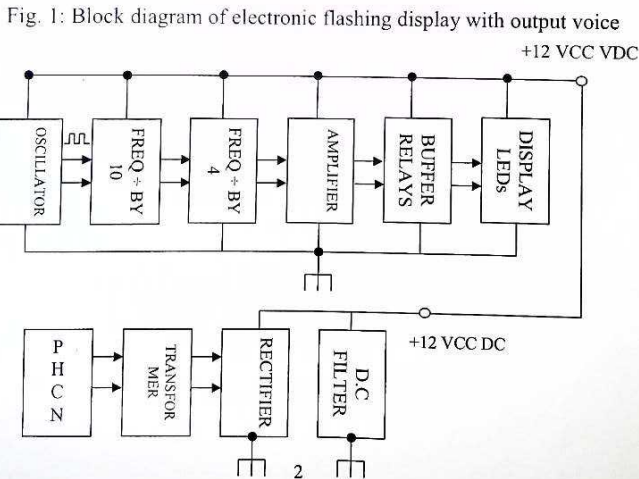 Fig. 1: Block diagram of electronic flashing display with output voice
+12 VCC VDC
OSCILLATOR
FREQ ÷ BY
10
FREQ ÷ BY
4
AMPLIFIER
BUFFER
RELAYS
DISPLAY
LEDs
+12 VCC DC
P
H
C
N
TRANSFOR
MER
RECTIFIER
D.C
FILTER
2